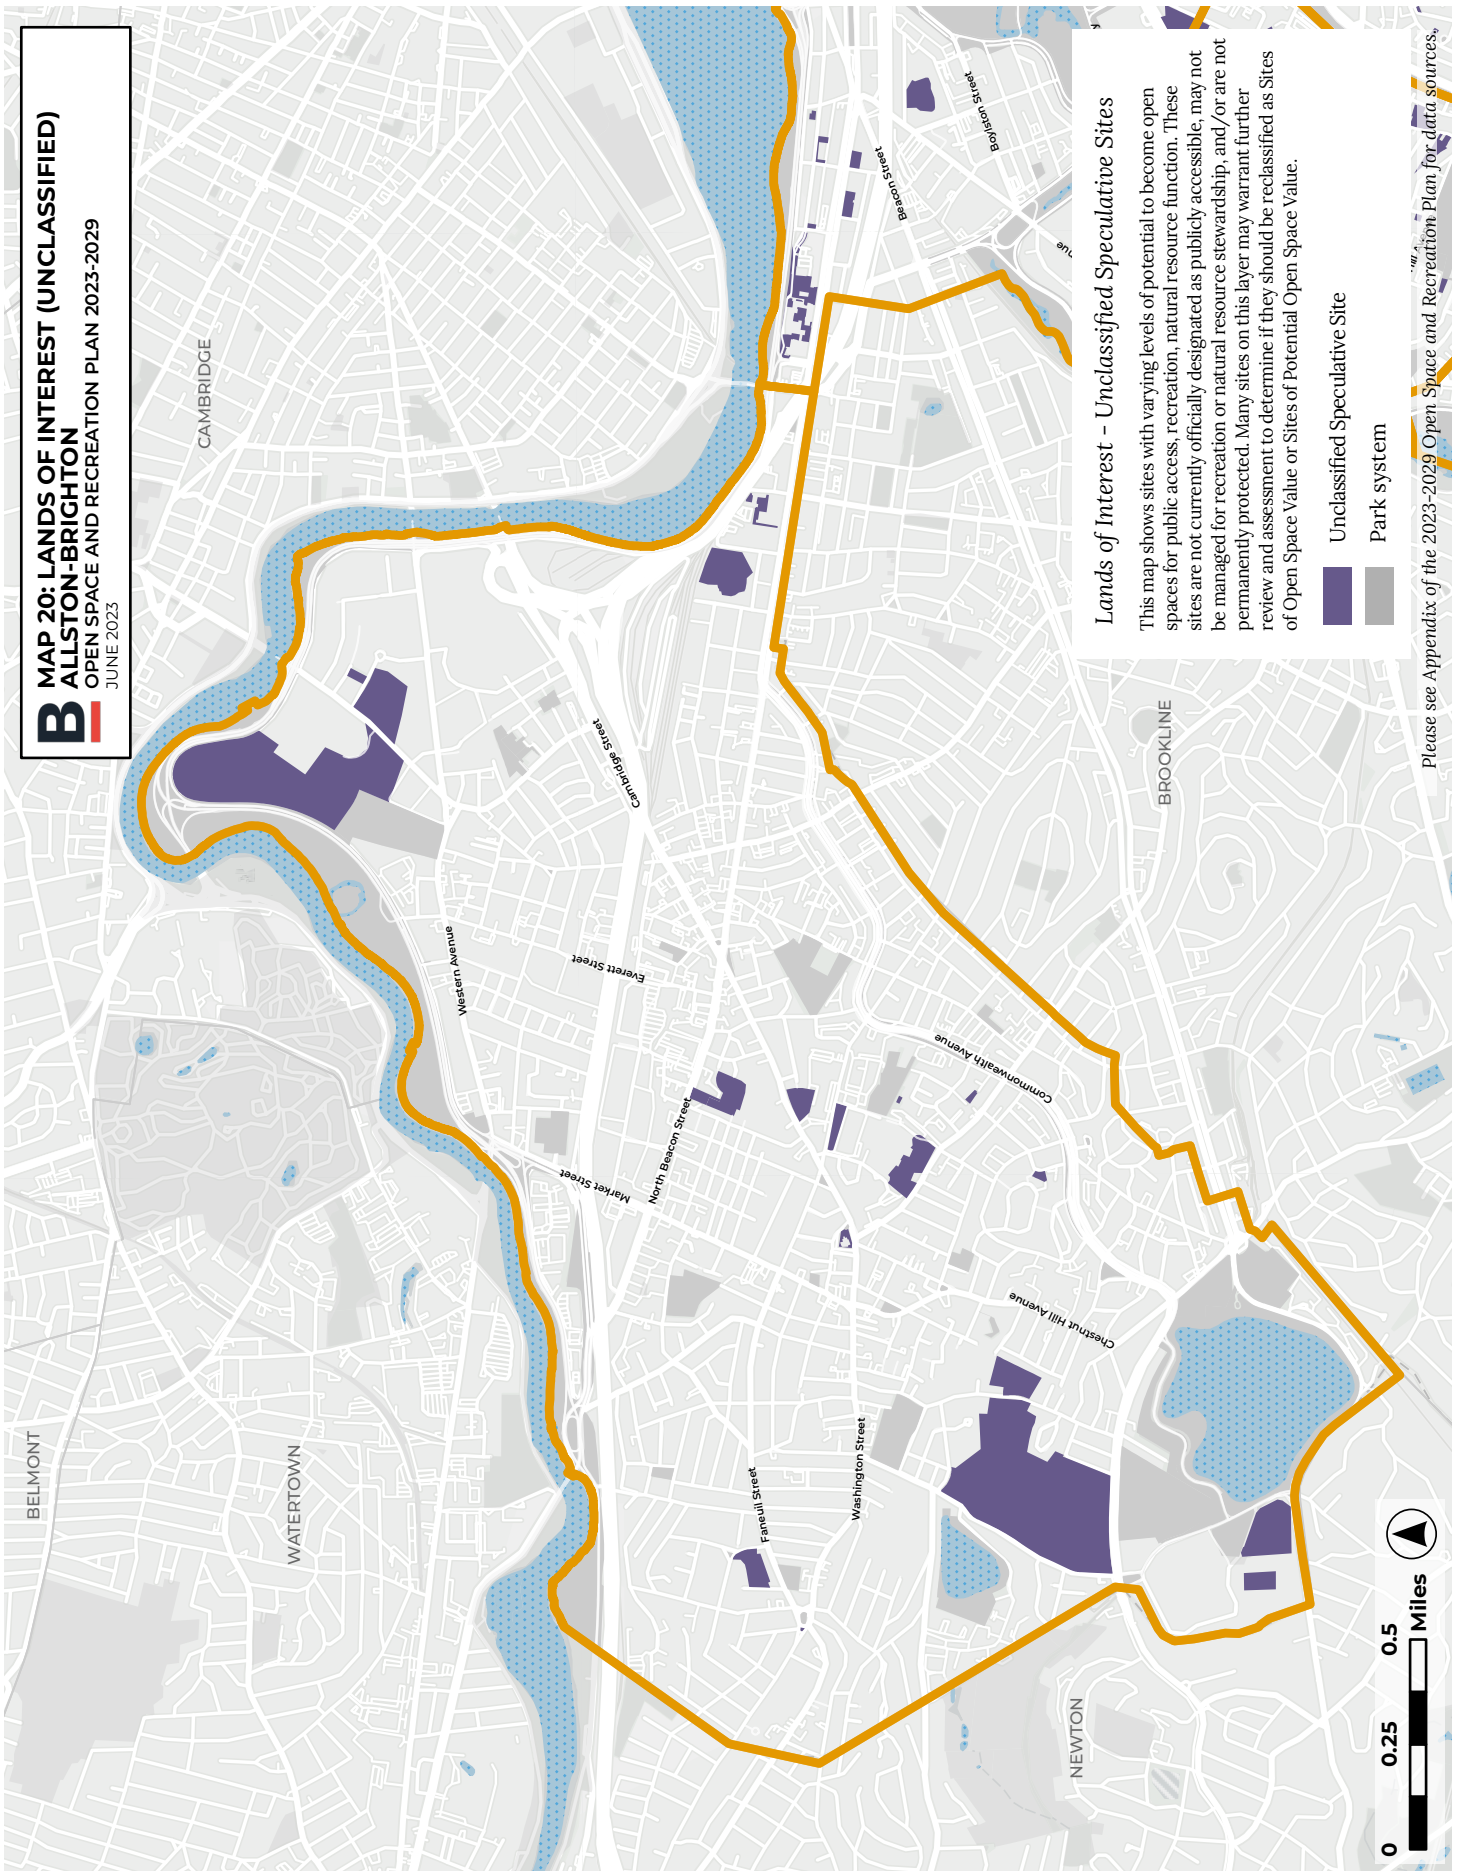 B
MAP 20: LANDS OF INTEREST (UNCLASSIFIED)
ALLSTON-BRIGHTON
OPEN SPACE AND RECREATION PLAN 2023-2029
JUNE 2023
BELMONT
WATERTOWN
CAMBRIDGE
NEWTON
BROOKLINE
Western Avenue
Everett Street
Cambridge Street
Market Street
North Beacon Street
Faneuil Street
Washington Street
Chestnut Hill Avenue
Commonwealth Avenue
Beacon Street
Boylston Street
Lands of Interest - Unclassified Speculative Sites
This map shows sites with varying levels of potential to become open
spaces for public access, recreation, natural resource function. These
sites are not currently officially designated as publicly accessible, may not
be managed for recreation or natural resource stewardship, and/or are not
permanently protected. Many sites on this layer may warrant further
review and assessment to determine if they should be reclassified as Sites
of Open Space Value or Sites of Potential Open Space Value.
Unclassified Speculative Site
Park system
0 0.25 0.5
Miles
Please see Appendix of the 2023-2029 Open Space and Recreation Plan for data sources.